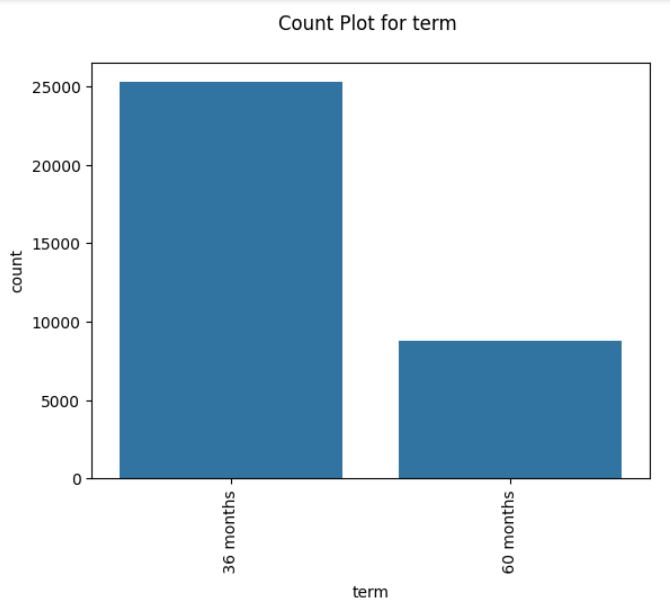 Count Plot for term
25000
20000
15000
10000
5000
0
count
36 months
60 months
term